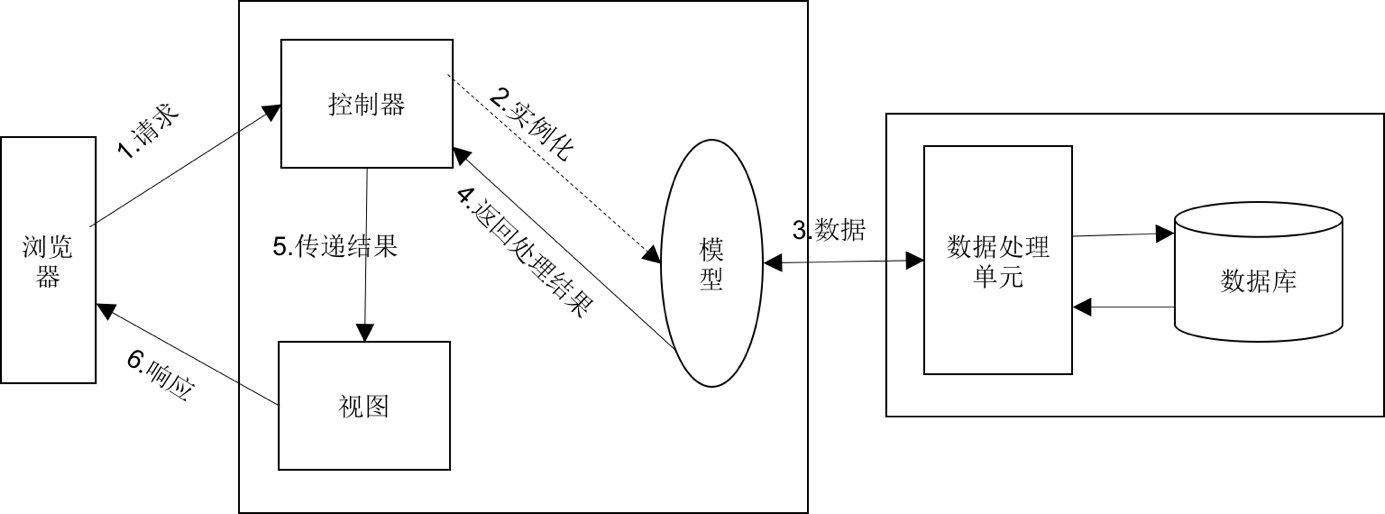 控制器
2.实例化
1.请求
4.返回处理结果
浏览
器
5.传递结果
模
型
3.数据
数据处理
单元
数据库
6.响应
视图